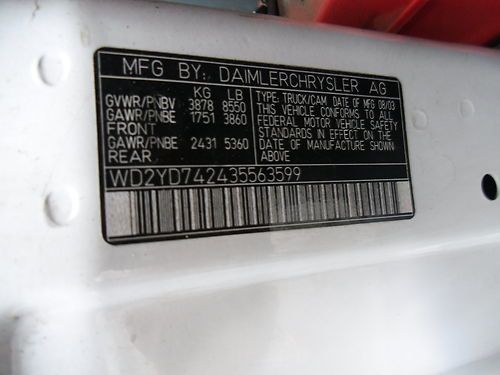 MFG BY: DAIMLERCHRYSLER AG
KG LB
GVWR/PNBV 3878 8550
GAWR/PNBE 1751 3860
FRONT
GAWR/PNBE 2431 5360
REAR
TYPE: TRUCK/CAM DATE OF MFG 08/03
THIS VEHICLE CONFORMS TO ALL
FEDERAL MOTOR VEHICLE SAFETY
STANDARDS IN EFFECT ON THE
DATE OF MANUFACTURE SHOWN
ABOVE
WD2YD742435563599